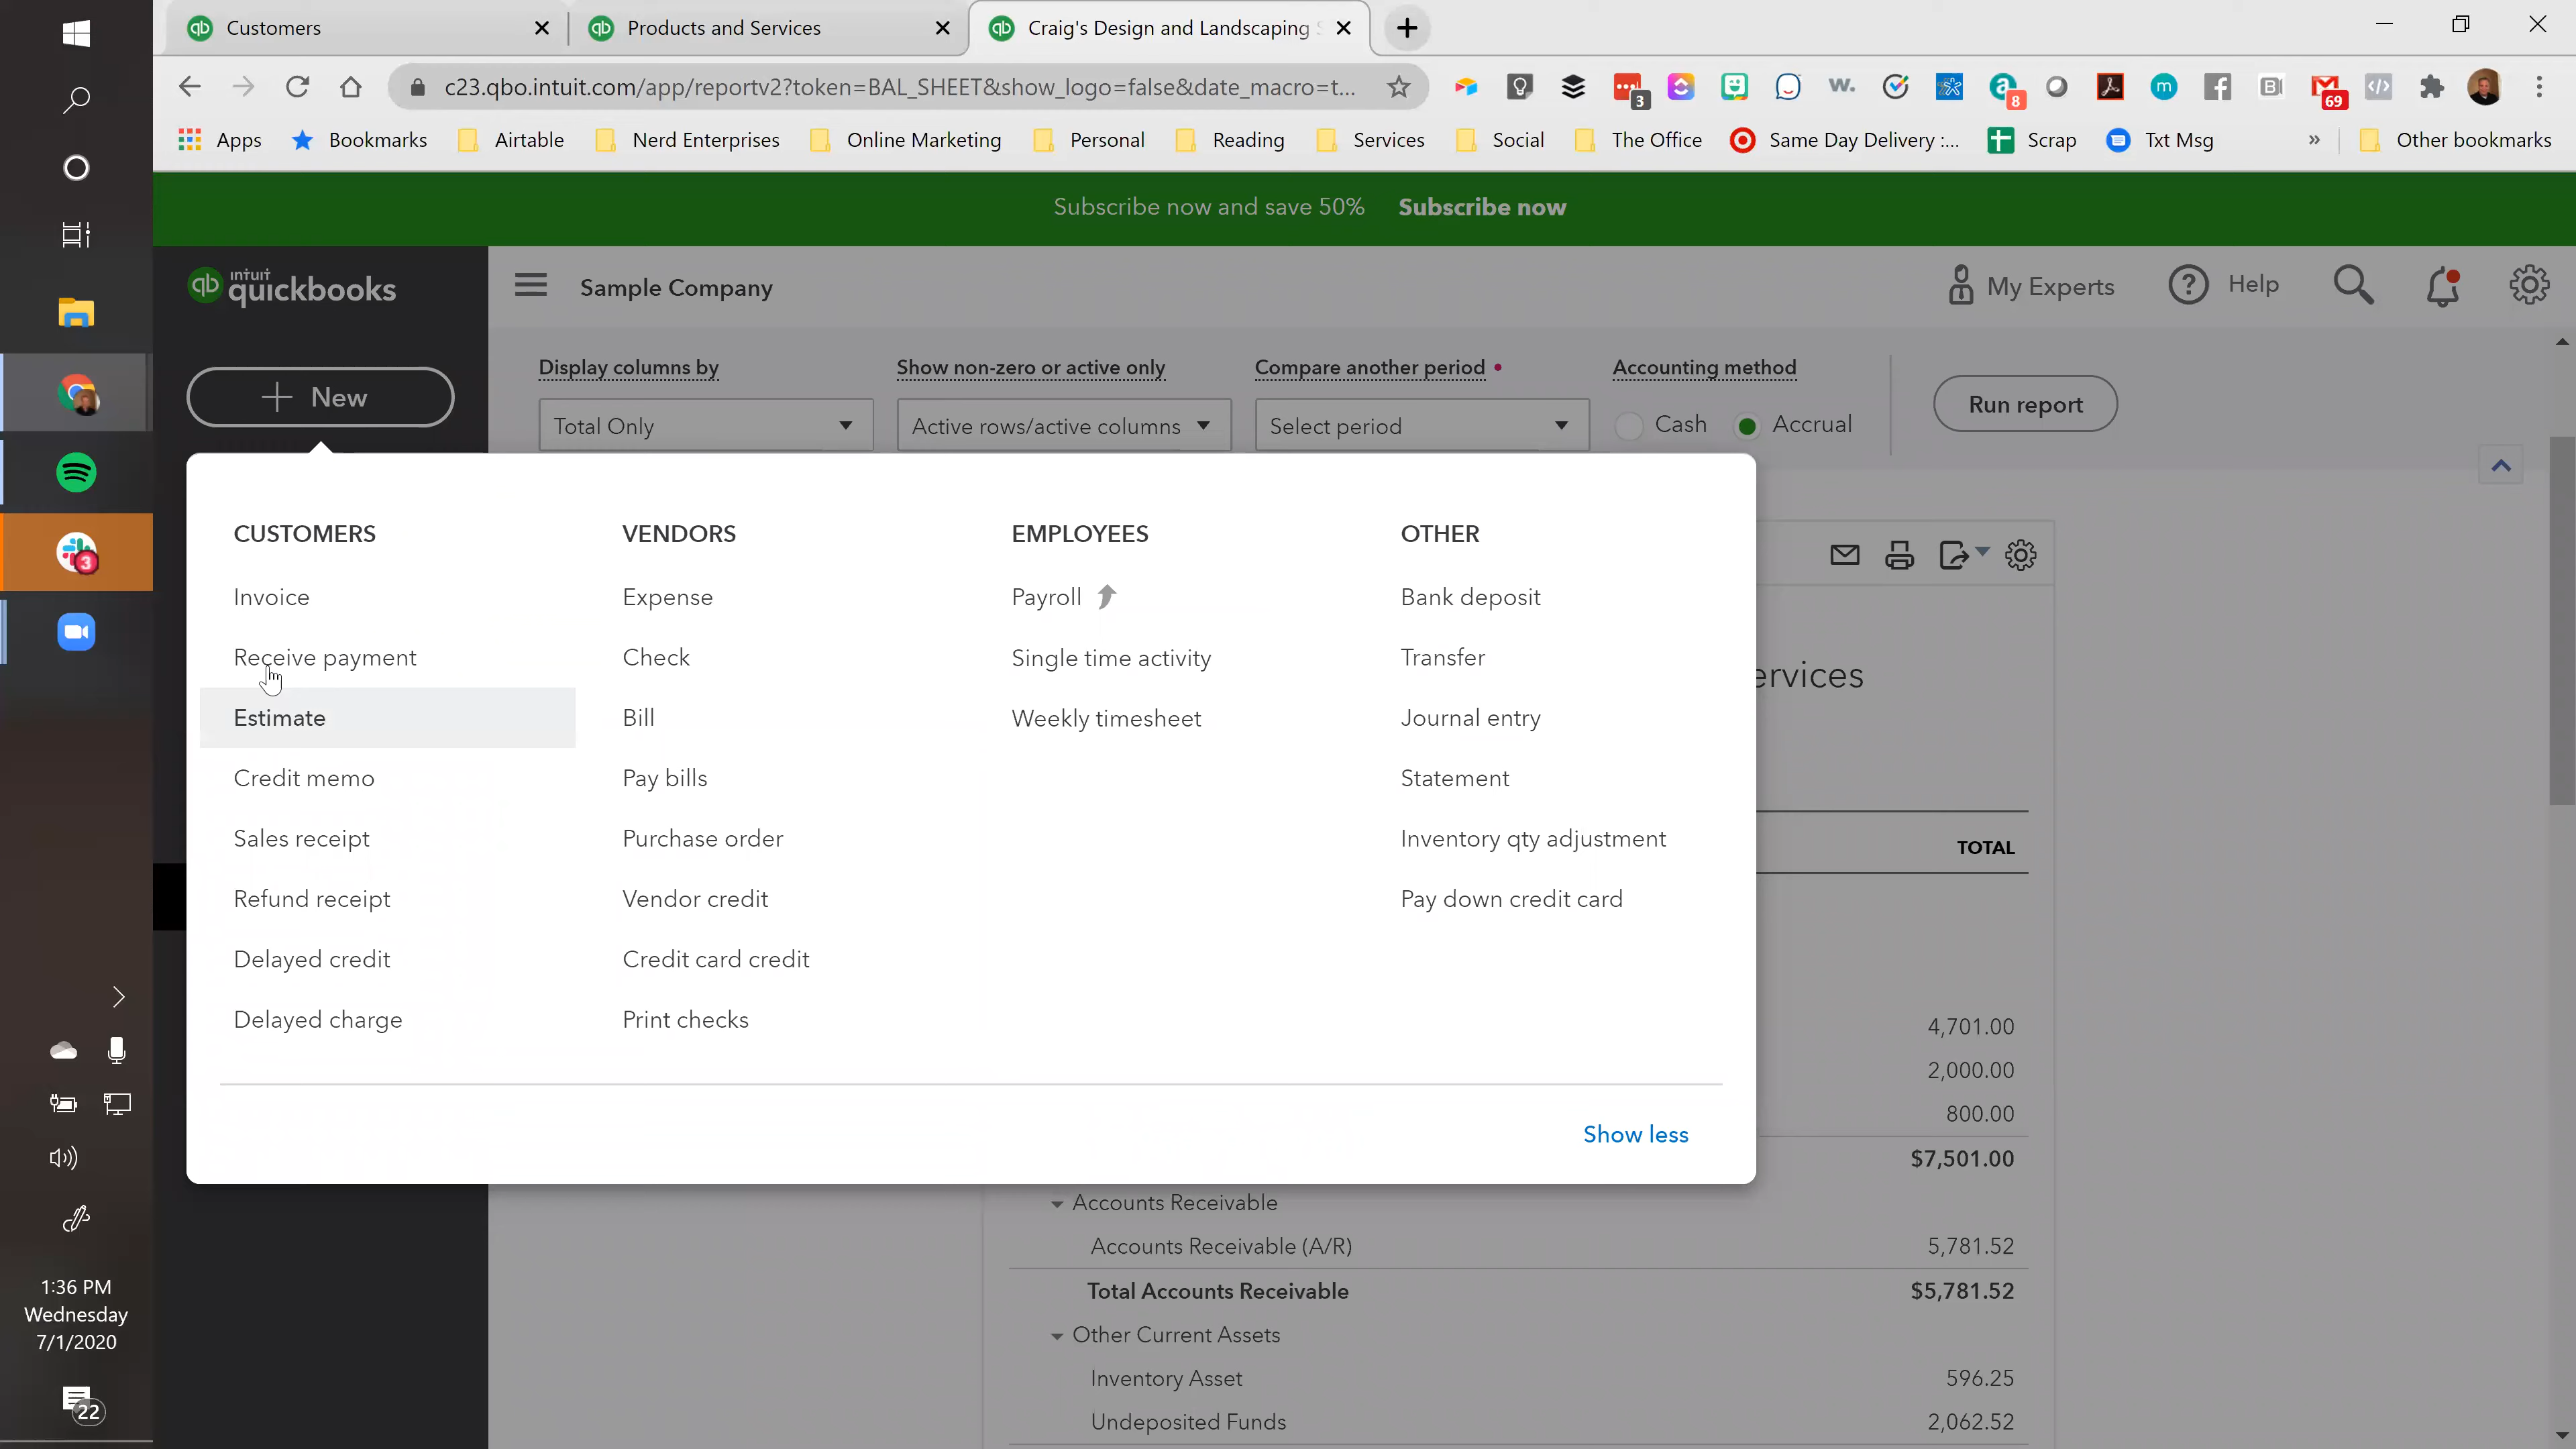 Customers
Products and Services
Craig's Design and Landscaping S
c23.qbo.intuit.com/app/reportv2?token=BAL_SHEET&show_logo=false&date_macro=t...
3
8
69
Apps
Bookmarks
Airtable
Nerd Enterprises
Online Marketing
Personal
Reading
Services
Social
The Office
Same Day Delivery :...
Scrap
Txt Msg
»
Other bookmarks
Subscribe now and save 50% Subscribe now
intuit
quickbooks
Sample Company
My Experts
Help
New
Display columns by
Show non-zero or active only
Compare another period
Accounting method
Total Only
Active rows/active columns
Select period
Cash
Accrual
Run report
CUSTOMERS
Invoice
Receive payment
Estimate
Credit memo
Sales receipt
Refund receipt
Delayed credit
Delayed charge
VENDORS
Expense
Check
Bill
Pay bills
Purchase order
Vendor credit
Credit card credit
Print checks
EMPLOYEES
Payroll
Single time activity
Weekly timesheet
OTHER
Bank deposit
Transfer
Journal entry
Statement
Inventory qty adjustment
Pay down credit card
Show less
ervices
TOTAL
4,701.00
2,000.00
800.00
$7,501.00
Accounts Receivable
Accounts Receivable (A/R) 5,781.52
Total Accounts Receivable $5,781.52
Other Current Assets
Inventory Asset 596.25
Undeposited Funds 2,062.52
3
1:36 PM
Wednesday
7/1/2020
22